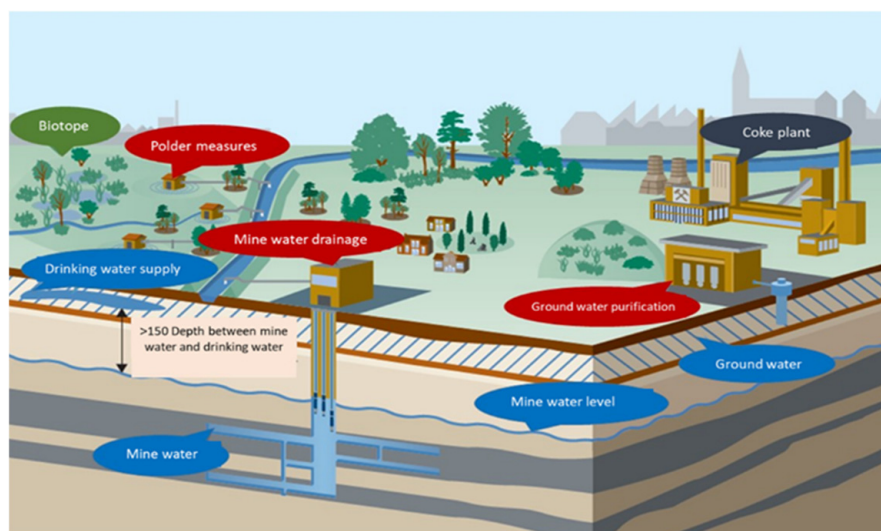 Biotope
Polder measures
Coke plant
Mine water drainage
Drinking water supply
Ground water purification
>150 Depth between mine
water and drinking water
Ground water
Mine water level
Mine water